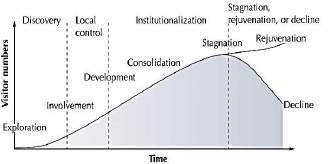 Discovery
Local
control
Institutionalization
Stagnation,
rejuvenation, or decline
Stagnation
Rejuvenation
Consolidation
Development
Involvement
Exploration
Decline
Visitor numbers
Time